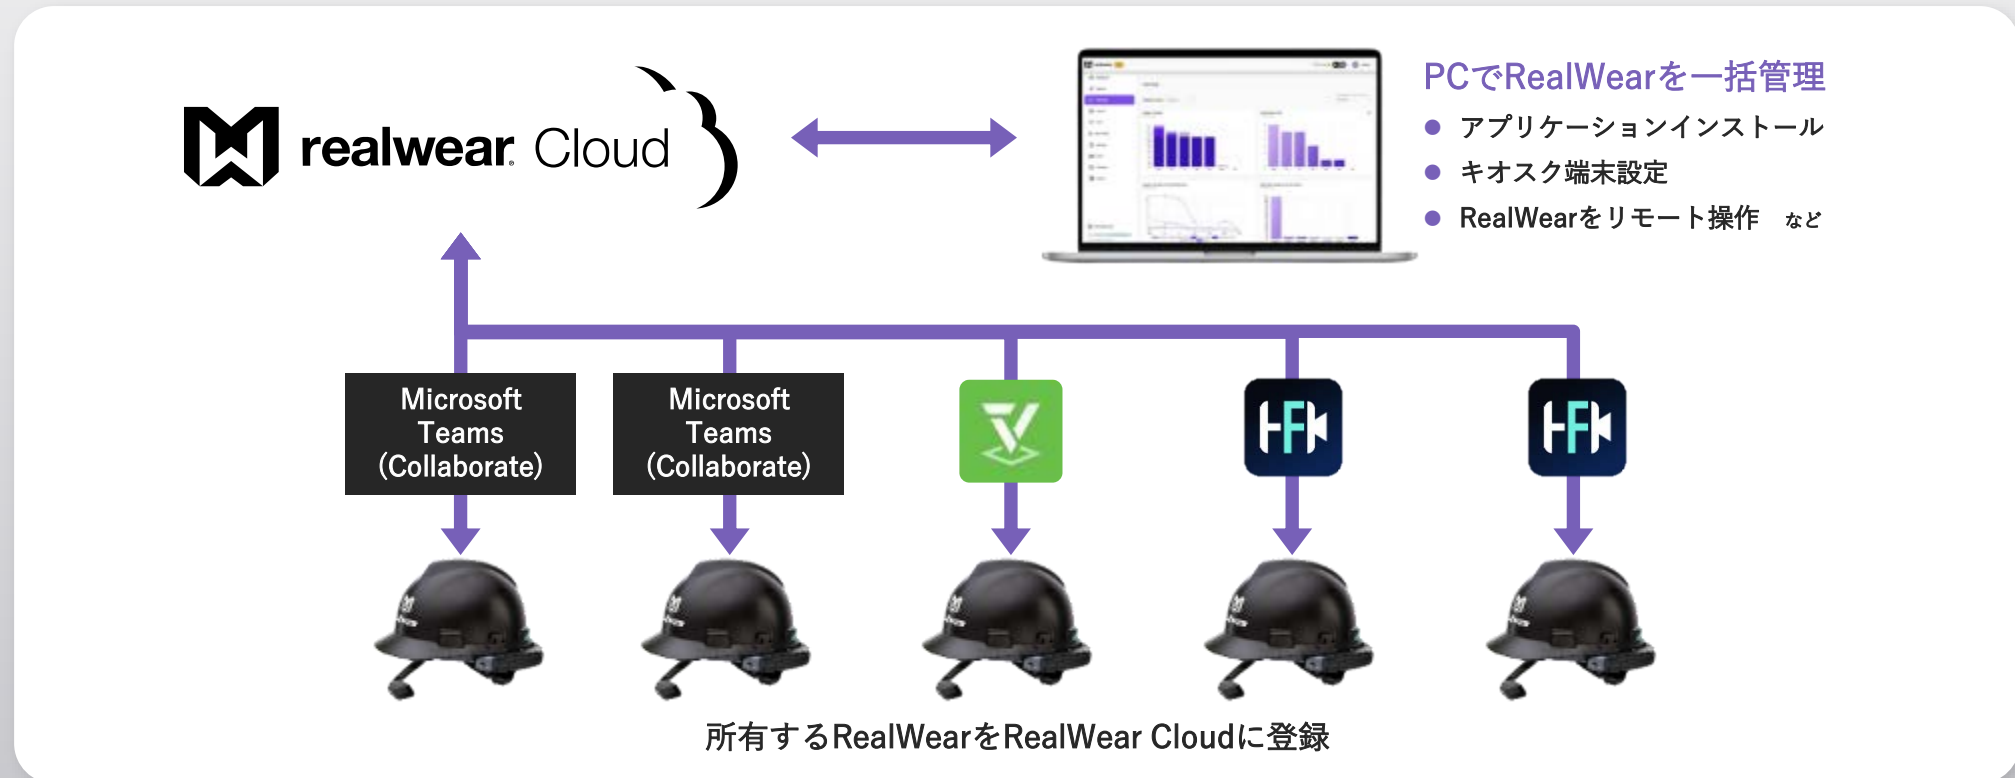 realwear Cloud
PCでRealWearを一括管理
アプリケーションインストール
キオスク端末設定
RealWearをリモート操作 など
Microsoft
Teams
(Collaborate)
Microsoft
Teams
(Collaborate)
所有するRealWearをRealWear Cloudに登録